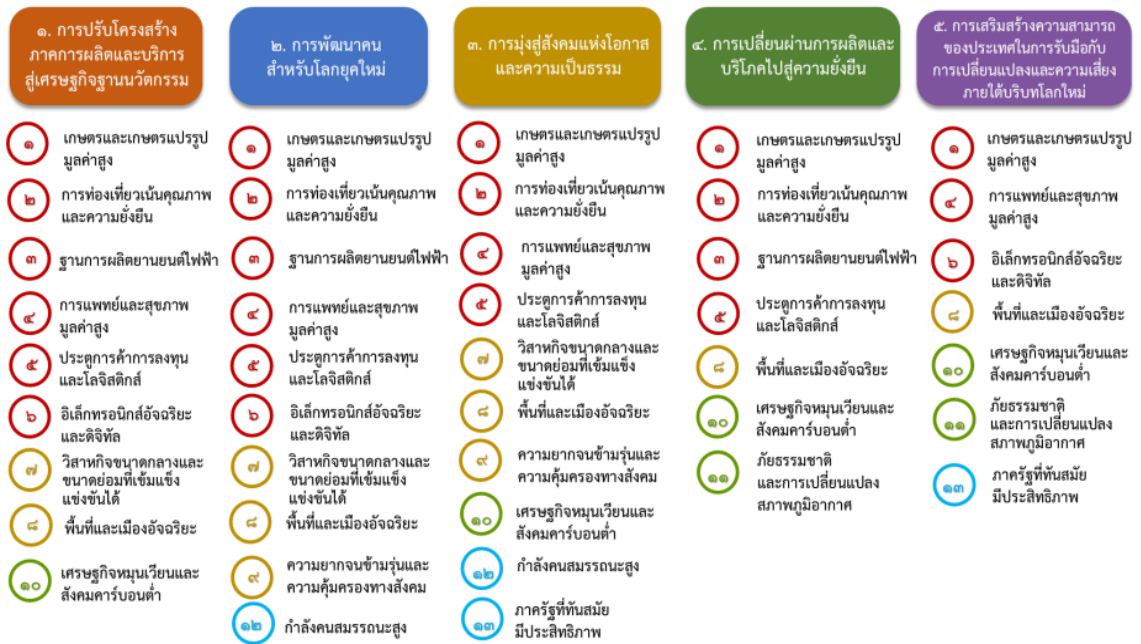 ๑. การปรับโครงสร้าง
ภาคการผลิตและบริการ
สู่เศรษฐกิจฐานนวัตกรรม
๑
เกษตรและเกษตรแปรรูป
มูลค่าสูง
๒
การท่องเที่ยวเน้นคุณภาพ
และความยั่งยืน
๓
ฐานการผลิตยานยนต์ไฟฟ้า
๔
การแพทย์และสุขภาพ
มูลค่าสูง
๕
ประตูการค้าการลงทุน
และโลจิสติกส์
๖
อิเล็กทรอนิกส์อัจฉริยะ
และดิจิทัล
๗
วิสาหกิจขนาดกลางและ
ขนาดย่อมที่เข้มแข็ง
แข่งขันได้
๘
พื้นที่และเมืองอัจฉริยะ
๑๐
เศรษฐกิจหมุนเวียนและ
สังคมคาร์บอนต่ำ
๒. การพัฒนาคน
สำหรับโลกยุคใหม่
๑
เกษตรและเกษตรแปรรูป
มูลค่าสูง
๒
การท่องเที่ยวเน้นคุณภาพ
และความยั่งยืน
๓
ฐานการผลิตยานยนต์ไฟฟ้า
๔
การแพทย์และสุขภาพ
มูลค่าสูง
๕
ประตูการค้าการลงทุน
และโลจิสติกส์
๖
อิเล็กทรอนิกส์อัจฉริยะ
และดิจิทัล
๗
วิสาหกิจขนาดกลางและ
ขนาดย่อมที่เข้มแข็ง
แข่งขันได้
๘
พื้นที่และเมืองอัจฉริยะ
๙
ความยากจนข้ามรุ่นและ
ความคุ้มครองทางสังคม
๑๒
กำลังคนสมรรถนะสูง
๓. การมุ่งสู่สังคมแห่งโอกาส
และความเป็นธรรม
๑
เกษตรและเกษตรแปรรูป
มูลค่าสูง
๒
การท่องเที่ยวเน้นคุณภาพ
และความยั่งยืน
๔
การแพทย์และสุขภาพ
มูลค่าสูง
๕
ประตูการค้าการลงทุน
และโลจิสติกส์
๗
วิสาหกิจขนาดกลางและ
ขนาดย่อมที่เข้มแข็ง
แข่งขันได้
๘
พื้นที่และเมืองอัจฉริยะ
๙
ความยากจนข้ามรุ่นและ
ความคุ้มครองทางสังคม
๑๐
เศรษฐกิจหมุนเวียนและ
สังคมคาร์บอนต่ำ
๑๒
กำลังคนสมรรถนะสูง
๑๓
ภาครัฐที่ทันสมัย
มีประสิทธิภาพ
๔. การเปลี่ยนผ่านการผลิตและ
บริโภคไปสู่ความยั่งยืน
๑
เกษตรและเกษตรแปรรูป
มูลค่าสูง
๒
การท่องเที่ยวเน้นคุณภาพ
และความยั่งยืน
๓
ฐานการผลิตยานยนต์ไฟฟ้า
๕
ประตูการค้าการลงทุน
และโลจิสติกส์
๘
พื้นที่และเมืองอัจฉริยะ
๑๐
เศรษฐกิจหมุนเวียนและ
สังคมคาร์บอนต่ำ
๑๑
ภัยธรรมชาติ
และการเปลี่ยนแปลง
สภาพภูมิอากาศ
๕. การเสริมสร้างความสามารถ
ของประเทศในการรับมือกับ
การเปลี่ยนแปลงและความเสี่ยง
ภายใต้บริบทโลกใหม่
๑
เกษตรและเกษตรแปรรูป
มูลค่าสูง
๔
การแพทย์และสุขภาพ
มูลค่าสูง
๖
อิเล็กทรอนิกส์อัจฉริยะ
และดิจิทัล
๘
พื้นที่และเมืองอัจฉริยะ
๑๐
เศรษฐกิจหมุนเวียนและ
สังคมคาร์บอนต่ำ
๑๑
ภัยธรรมชาติ
และการเปลี่ยนแปลง
สภาพภูมิอากาศ
๑๓
ภาครัฐที่ทันสมัย
มีประสิทธิภาพ